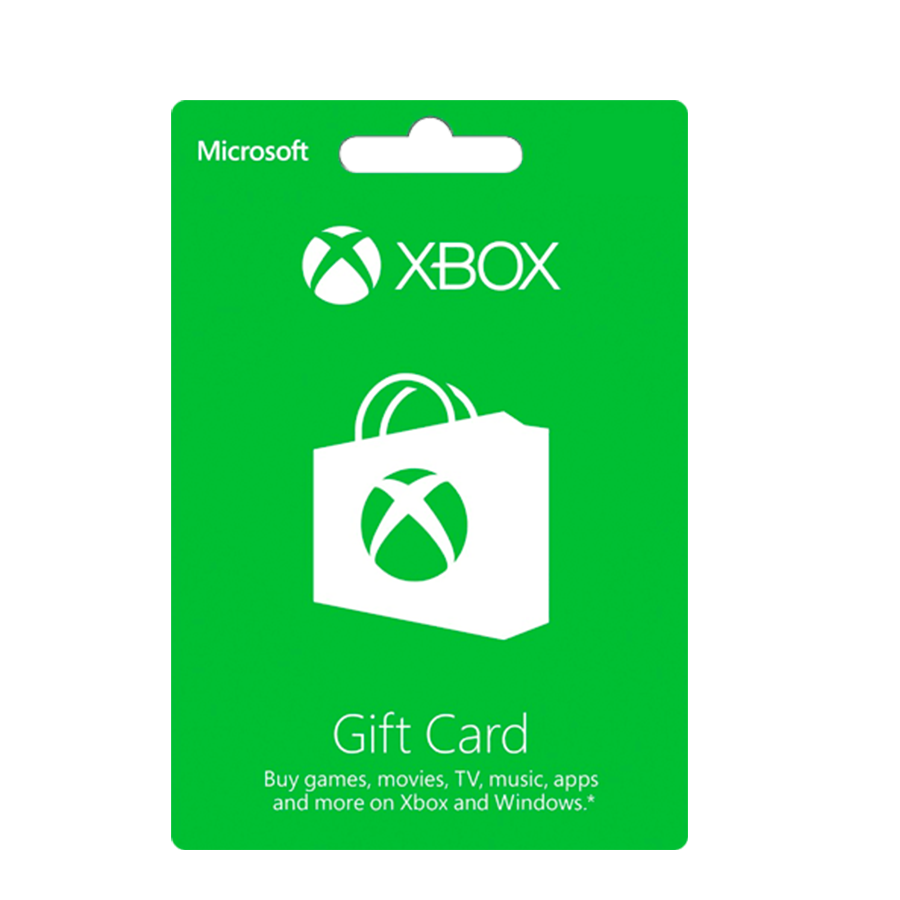 Microsoft
XBOX
Gift Card
Buy games, movies, TV, music, apps
and more on Xbox and Windows.*